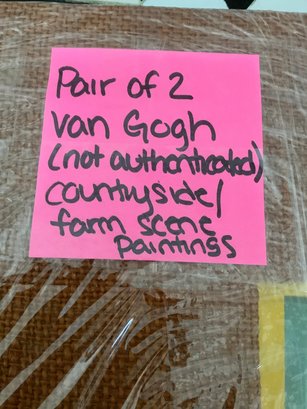 Pair of 2
van Gogh
(not authenticated)
countryside/
farm scene
paintings